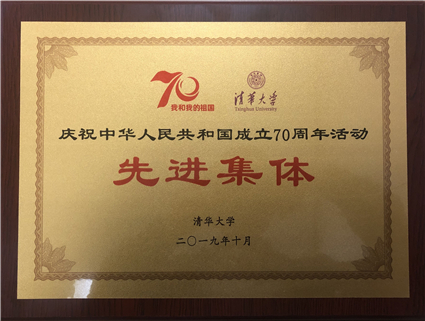 70 清华大学
我和我的祖国 Tsinghua University
庆祝中华人民共和国成立70周年活动
先进集体
清华大学
二〇一九年十月